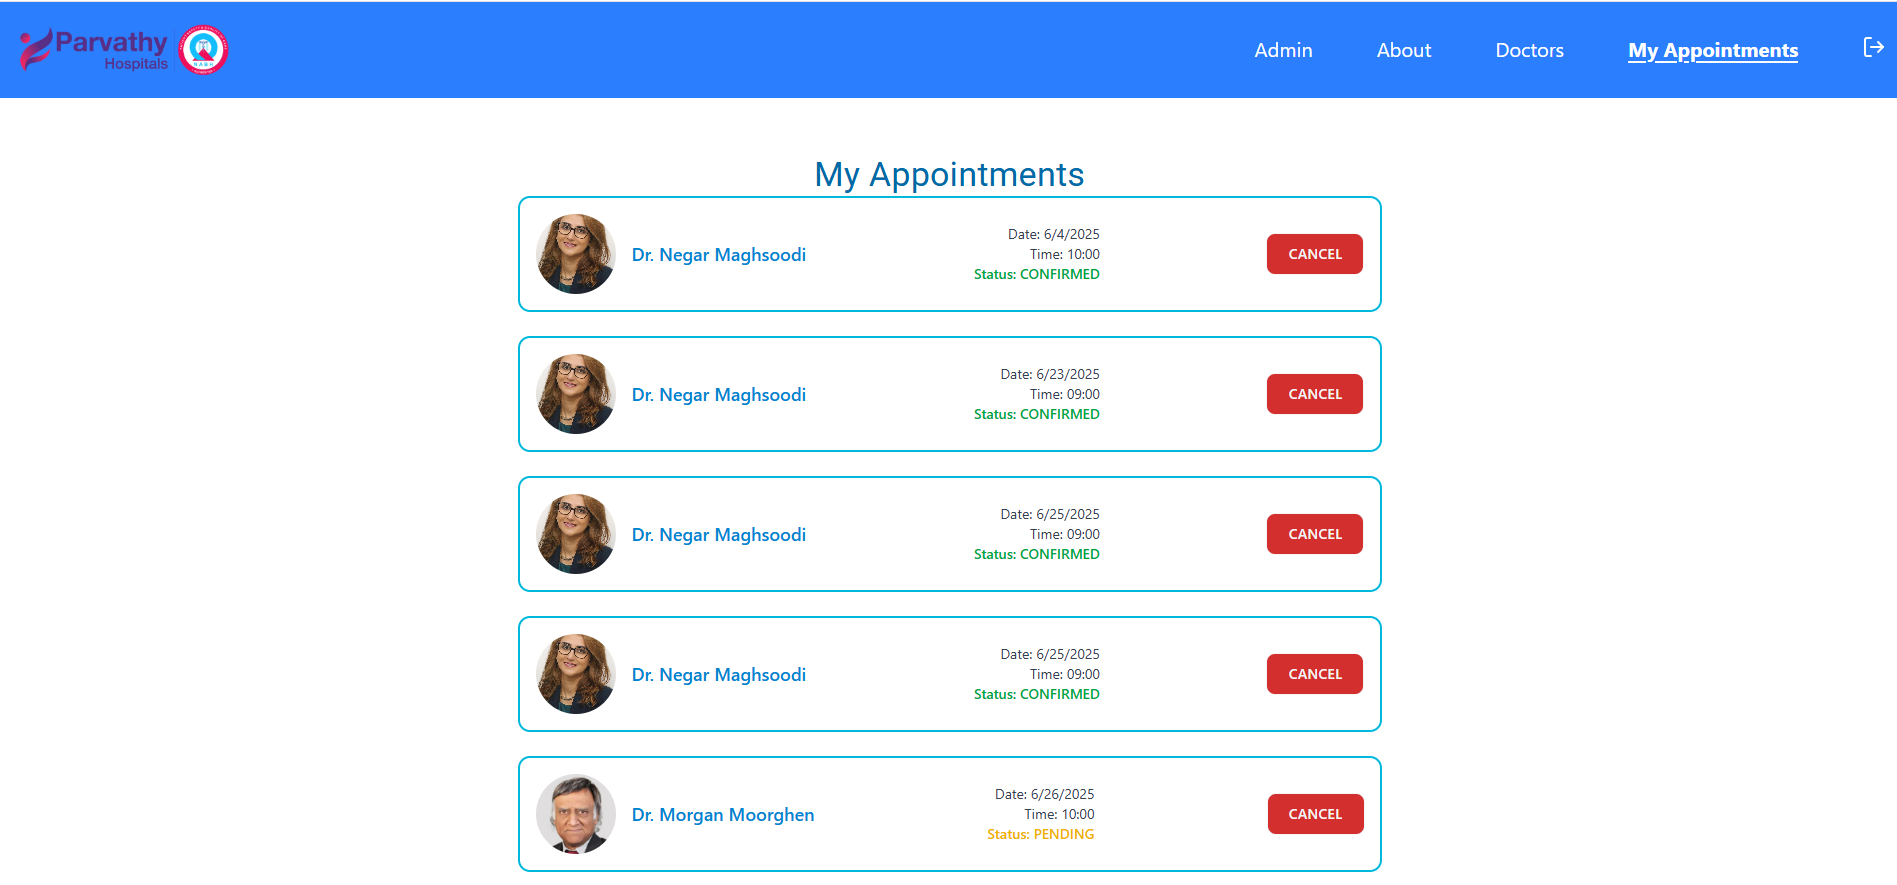 Parvathy
Hospitals
NABH
Admin
About
Doctors
My Appointments
My Appointments
Dr. Negar Maghsoodi
Date: 6/4/2025
Time: 10:00
Status: CONFIRMED
CANCEL
Dr. Negar Maghsoodi
Date: 6/23/2025
Time: 09:00
Status: CONFIRMED
CANCEL
Dr. Negar Maghsoodi
Date: 6/25/2025
Time: 09:00
Status: CONFIRMED
CANCEL
Dr. Negar Maghsoodi
Date: 6/25/2025
Time: 09:00
Status: CONFIRMED
CANCEL
Dr. Morgan Moorghen
Date: 6/26/2025
Time: 10:00
Status: PENDING
CANCEL